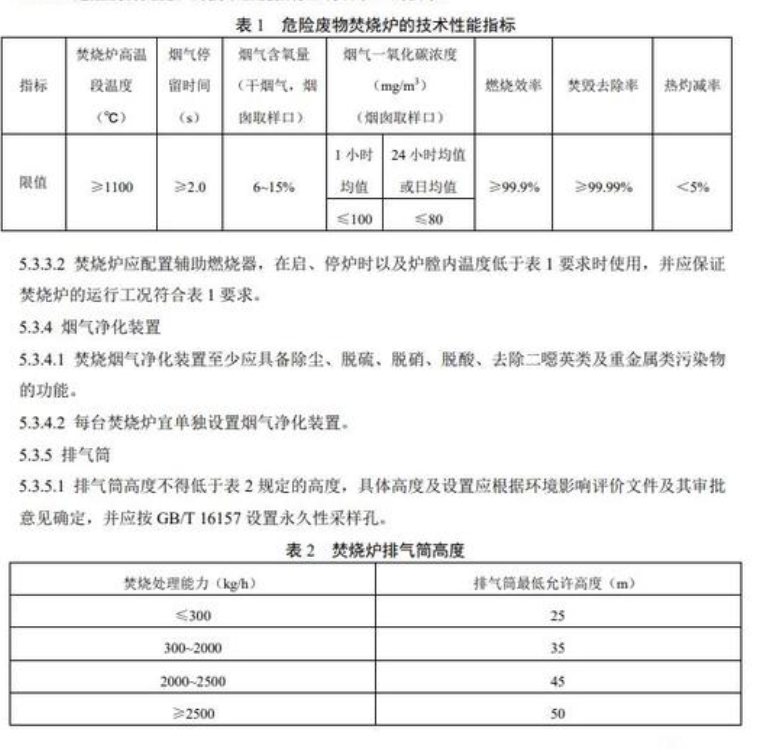 表 1 危险废物焚烧炉的技术性能指标
指标 焚烧炉高温段温度（℃） 烟气停留时间（s） 烟气含氧量（干烟气，烟囱取样口） 烟气一氧化碳浓度（mg/m³）（烟囱取样口） 燃烧效率 焚毁去除率 热灼减率
限值 ≥1100 ≥2.0 6~15% 1 小时均值 24 小时均值或日均值 ≥99.9% ≥99.99% <5%
≤100 ≤80
5.3.3.2 焚烧炉应配置辅助燃烧器，在启、停炉时以及炉膛内温度低于表 1 要求时使用，并应保证
焚烧炉的运行工况符合表 1 要求。
5.3.4 烟气净化装置
5.3.4.1 焚烧烟气净化装置至少应具备除尘、脱硫、脱硝、脱酸、去除二噁英类及重金属类污染物
的功能。
5.3.4.2 每台焚烧炉宜单独设置烟气净化装置。
5.3.5 排气筒
5.3.5.1 排气筒高度不得低于表 2 规定的高度，具体高度及设置应根据环境影响评价文件及其审批
意见确定，并应按 GB/T 16157 设置永久性采样孔。
表 2 焚烧炉排气筒高度
焚烧处理能力（kg/h） 排气筒最低允许高度（m）
≤300 25
300~2000 35
2000~2500 45
≥2500 50